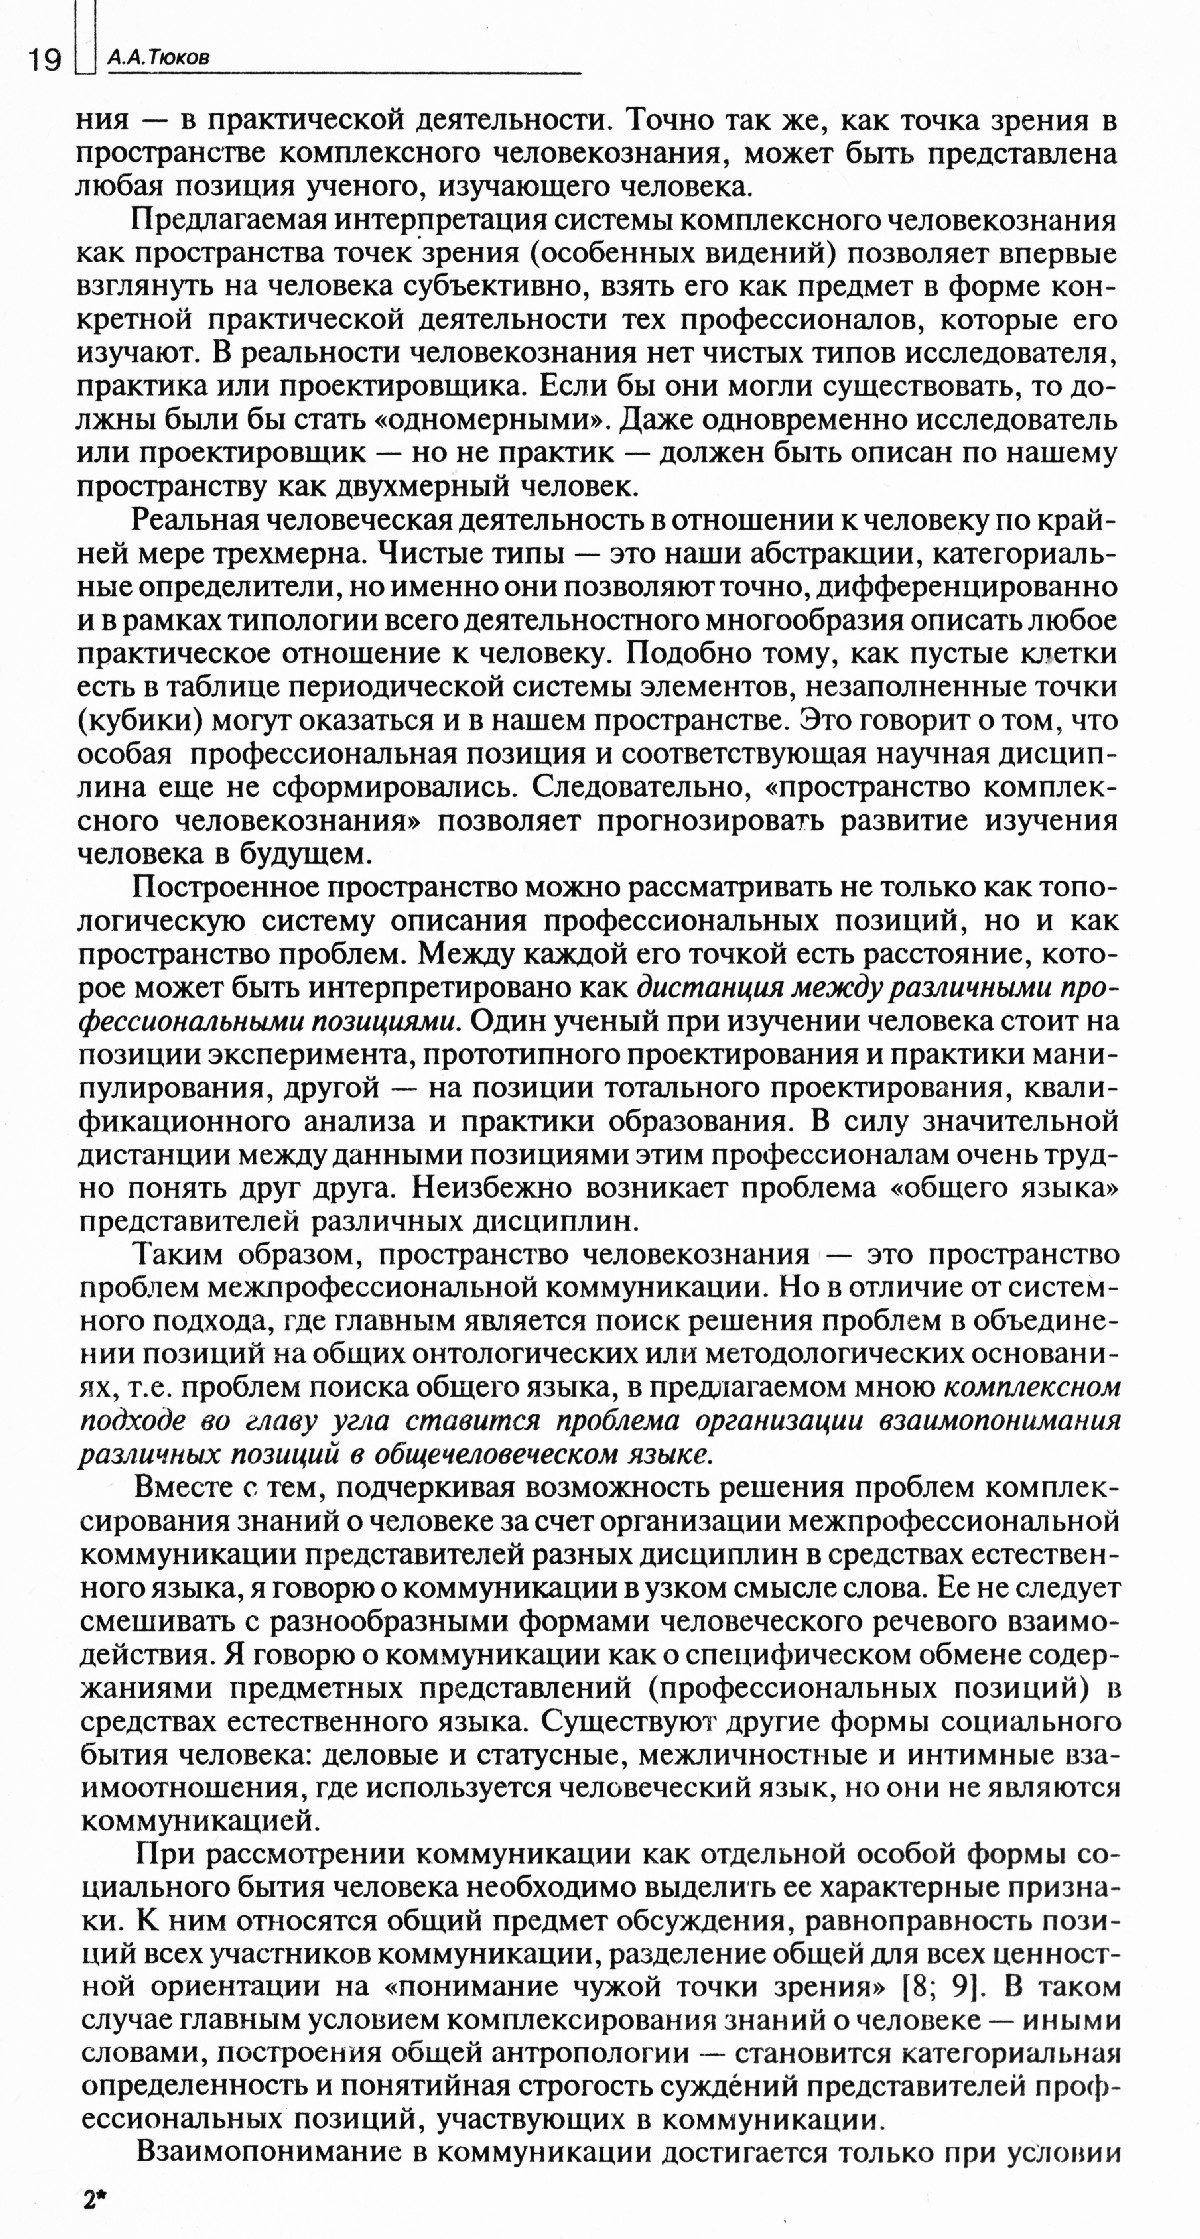 19
А.А.Тюков
ния — в практической деятельности. Точно так же, как точка зрения в
пространстве комплексного человекознания, может быть представлена
любая позиция ученого, изучающего человека.
Предлагаемая интерпретация системы комплексного человекознания
как пространства точек зрения (особенных видений) позволяет впервые
взглянуть на человека субъективно, взять его как предмет в форме кон-
кретной практической деятельности тех профессионалов, которые его
изучают. В реальности человекознания нет чистых типов исследователя,
практика или проектировщика. Если бы они могли существовать, то до-
лжны были бы стать «одномерными». Даже одновременно исследователь
или проектировщик — но не практик — должен быть описан по нашему
пространству как двухмерный человек.
Реальная человеческая деятельность в отношении к человеку по край-
ней мере трехмерна. Чистые типы — это наши абстракции, категориаль-
ные определители, но именно они позволяют точно, дифференцированно
и в рамках типологии всего деятельностного многообразия описать любое
практическое отношение к человеку. Подобно тому, как пустые клетки
есть в таблице периодической системы элементов, незаполненные точки
(кубики) могут оказаться и в нашем пространстве. Это говорит о том, что
особая профессиональная позиция и соответствующая научная дисцип-
лина еще не сформировались. Следовательно, «пространство комплек-
сного человекознания» позволяет прогнозировать развитие изучения
человека в будущем.
Построенное пространство можно рассматривать не только как топо-
логическую систему описания профессиональных позиций, но и как
пространство проблем. Между каждой его точкой есть расстояние, кото-
рое может быть интерпретировано как дистанция между различными про-
фессиональными позициями. Один ученый при изучении человека стоит на
позиции эксперимента, прототипного проектирования и практики мани-
пулирования, другой — на позиции тотального проектирования, квали-
фикационного анализа и практики образования. В силу значительной
дистанции между данными позициями этим профессионалам очень труд-
но понять друг друга. Неизбежно возникает проблема «общего языка»
представителей различных дисциплин.
Таким образом, пространство человекознания — это пространство
проблем межпрофессиональной коммуникации. Но в отличие от систем-
ного подхода, где главным является поиск решения проблем в объедине-
нии позиций на общих онтологических или методологических основани-
ях, т.е. проблем поиска общего языка, в предлагаемом мною комплексном
подходе во главу угла ставится проблема организации взаимопонимания
различных позиций в общечеловеческом языке.
Вместе с тем, подчеркивая возможность решения проблем комплек-
сирования знаний о человеке за счет организации межпрофессиональной
коммуникации представителей разных дисциплин в средствах естествен-
ного языка, я говорю о коммуникации в узком смысле слова. Ее не следует
смешивать с разнообразными формами человеческого речевого взаимо-
действия. Я говорю о коммуникации как о специфическом обмене содер-
жаниями предметных представлений (профессиональных позиций) в
средствах естественного языка. Существуют другие формы социального
бытия человека: деловые и статусные, межличностные и интимные вза-
имоотношения, где используется человеческий язык, но они не являются
коммуникацией.
При рассмотрении коммуникации как отдельной особой формы со-
циального бытия человека необходимо выделить ее характерные призна-
ки. К ним относятся общий предмет обсуждения, равноправность пози-
ций всех участников коммуникации, разделение общей для всех ценност-
ной ориентации на «понимание чужой точки зрения» [8; 9]. В таком
случае главным условием комплексирования знаний о человеке — иными
словами, построения общей антропологии — становится категориальная
определенность и понятийная строгость суждений представителей проф-
ессиональных позиций, участвующих в коммуникации.
Взаимопонимание в коммуникации достигается только при условии
2*